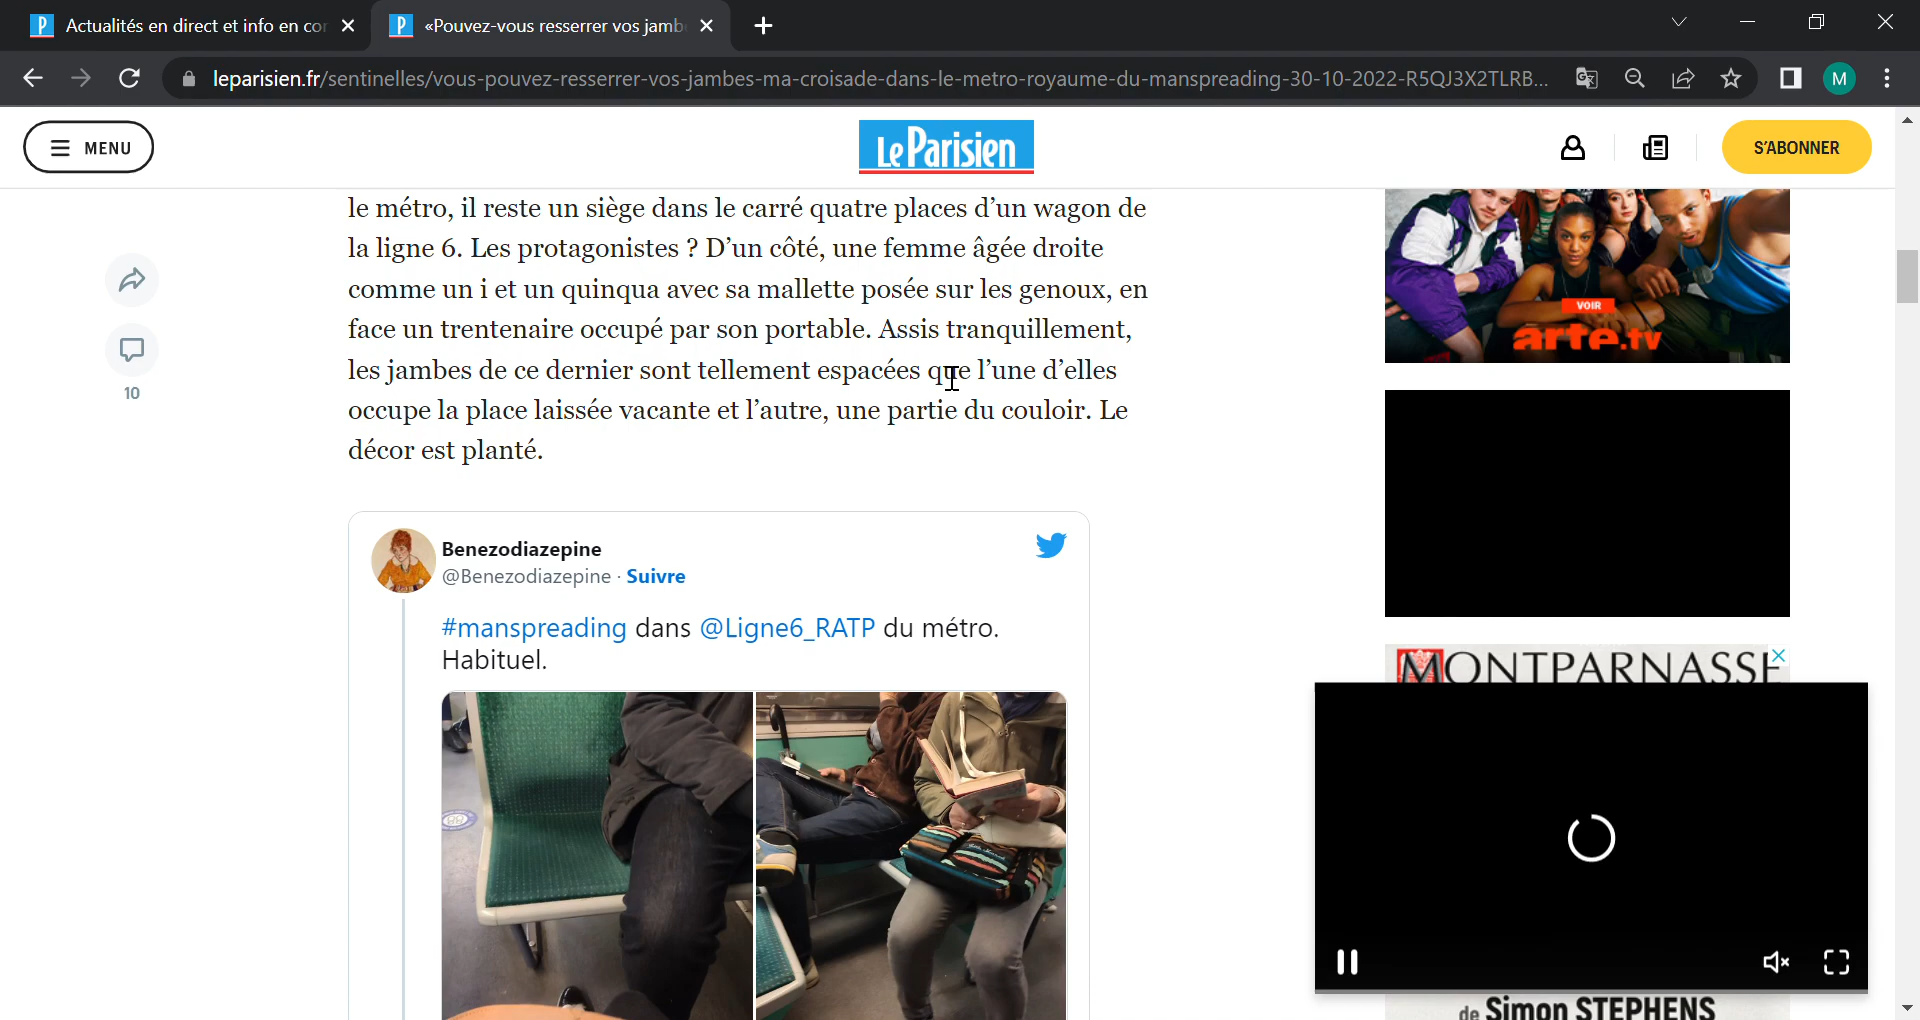 Actualités en direct et info en con
«Pouvez-vous resserrer vos jamb
leparisien.fr/sentinelles/vous-pouvez-resserrer-vos-jambes-ma-croisade-dans-le-metro-royaume-du-manspreading-30-10-2022-R5QJ3X2TLRB...
M
MENU
Le Parisien
S'ABONNER
le métro, il reste un siège dans le carré quatre places d’un wagon de
la ligne 6. Les protagonistes ? D’un côté, une femme âgée droite
comme un i et un quinqua avec sa mallette posée sur les genoux, en
face un trentenaire occupé par son portable. Assis tranquillement,
les jambes de ce dernier sont tellement espacées que l’une d’elles
occupe la place laissée vacante et l’autre, une partie du couloir. Le
décor est planté.
10
Benezodiazepine
@Benezodiazepine · Suivre
#manspreading dans @Ligne6_RATP du métro.
Habituel.
VOIR
arte.tv
MONTPARNASSE
de Simon STEPHENS